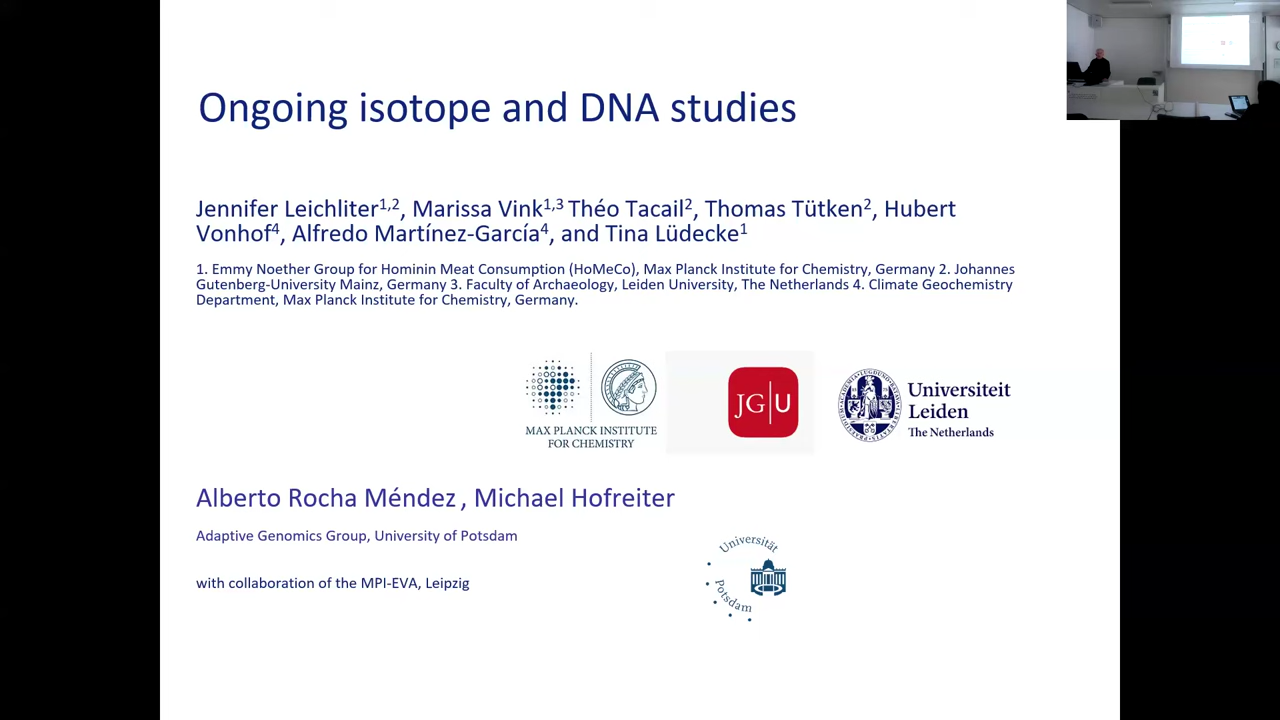 Ongoing isotope and DNA studies
Jennifer Leichliter1,2, Marissa Vink1,3 Théo Tacail2, Thomas Tütken2, Hubert
Vonhof4, Alfredo Martínez-García4, and Tina Lüdecke1
1. Emmy Noether Group for Hominin Meat Consumption (HoMeCo), Max Planck Institute for Chemistry, Germany 2. Johannes
Gutenberg-University Mainz, Germany 3. Faculty of Archaeology, Leiden University, The Netherlands 4. Climate Geochemistry
Department, Max Planck Institute for Chemistry, Germany.
MAX PLANCK INSTITUTE
FOR CHEMISTRY
JG|U
Universiteit
Leiden
The Netherlands
Alberto Rocha Méndez , Michael Hofreiter
Adaptive Genomics Group, University of Potsdam
Universität
Potsdam
with collaboration of the MPI-EVA, Leipzig